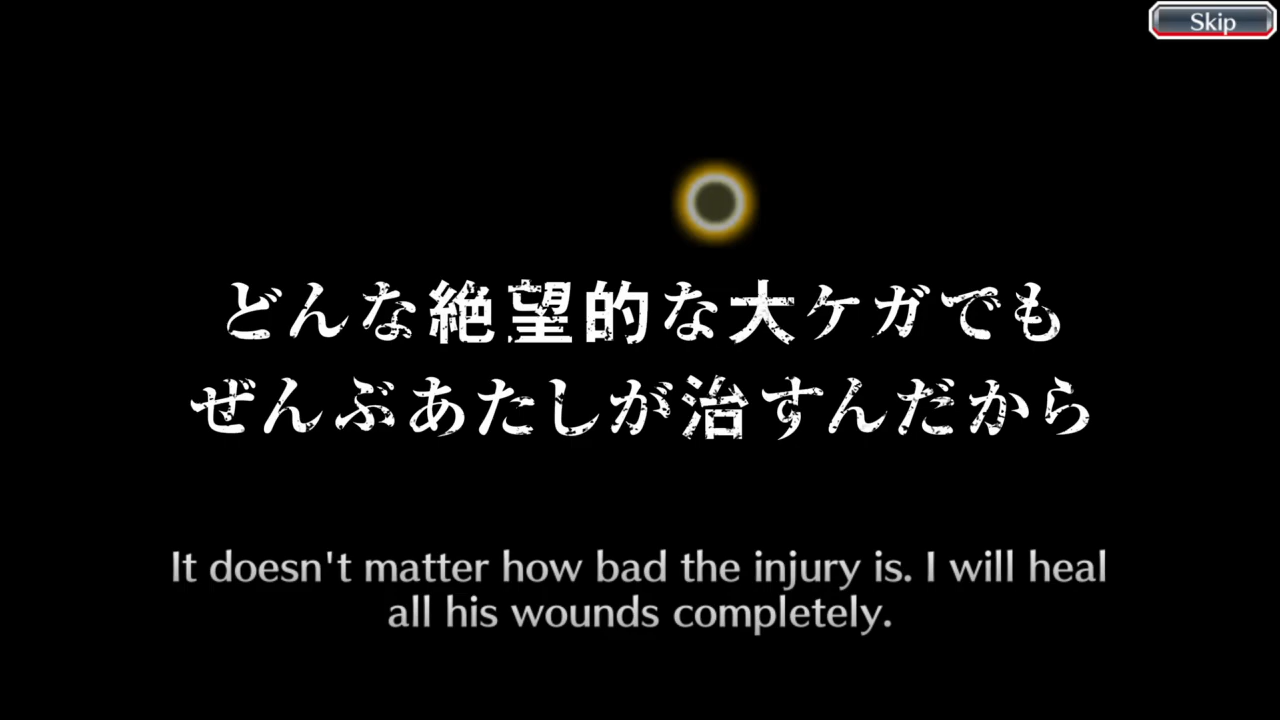 Skip
どんな絶望的な大ケガでも
ぜんぶあたしが治すんだから
It doesn't matter how bad the injury is. I will heal
all his wounds completely.